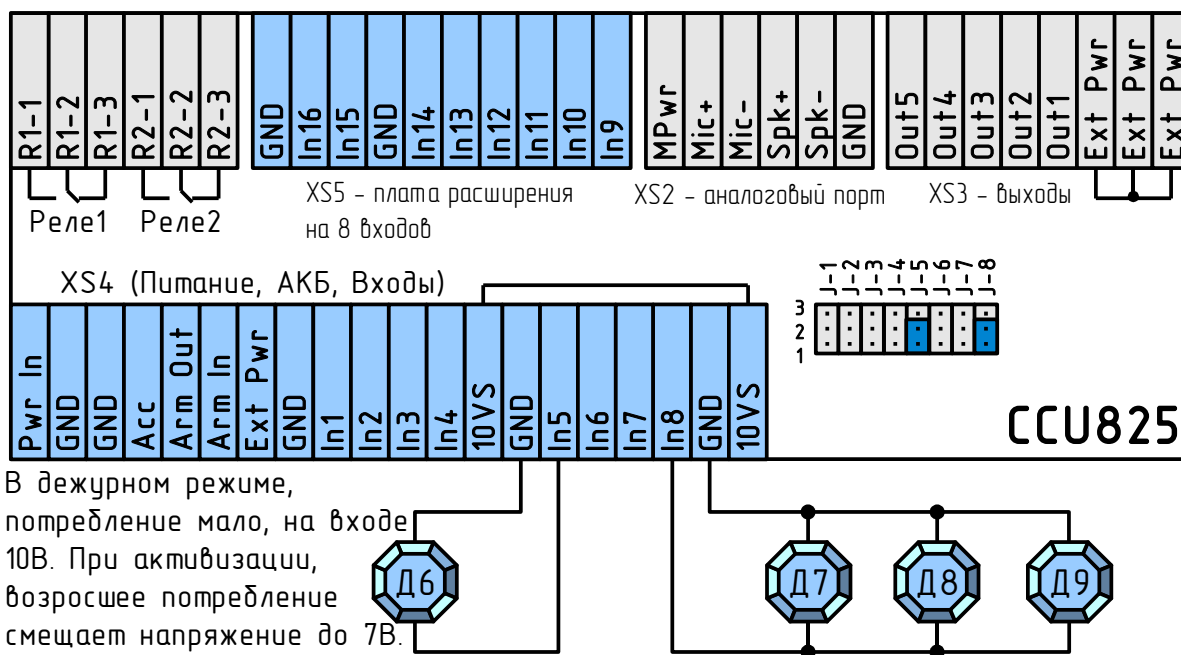 R1-1 R1-2 R1-3 R2-1 R2-2 R2-3
GND In16 In15 GND In14 In13 In12 In11 In10 In9
MPwr Mic+ Mic- Spk+ Spk- GND
Out5 Out4 Out3 Out2 Out1 Ext Pwr Ext Pwr Ext Pwr
Реле1 Реле2
XS5 - плата расширения
на 8 входов
XS2 - аналоговый порт
XS3 - выходы
XS4 (Питание, АКБ, Входы)
J-1 J-2 J-3 J-4 J-5 J-6 J-7 J-8
3
2
1
Pwr In GND GND Acc Arm Out Arm In Ext Pwr GND In1 In2 In3 In4 10VS GND In5 In6 In7 In8 GND 10VS
CCU825
В дежурном режиме,
потребление мало, на входе
10В. При активизации,
возросшее потребление
смещает напряжение до 7В.
Д6 Д7 Д8 Д9